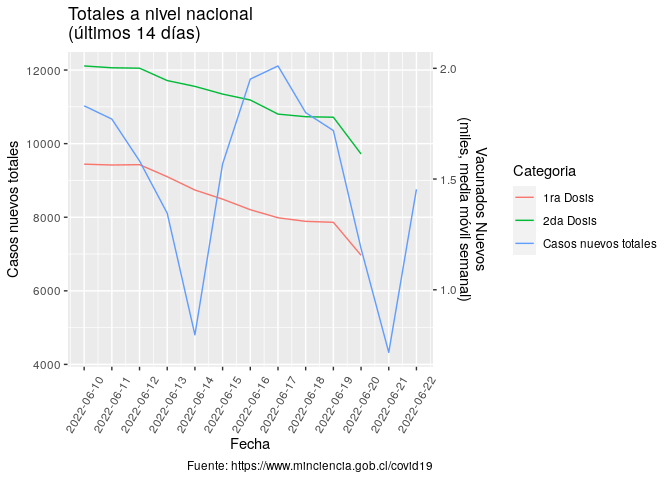 Totales a nivel nacional
(últimos 14 días)
12000
10000
8000
6000
4000
Casos nuevos totales
2.0
1.5
1.0
Vacunados Nuevos
(miles, media móvil semanal)
Categoria
1ra Dosis
2da Dosis
Casos nuevos totales
2022-06-10
2022-06-11
2022-06-12
2022-06-13
2022-06-14
2022-06-15
2022-06-16
2022-06-17
2022-06-18
2022-06-19
2022-06-20
2022-06-21
2022-06-22
Fecha
Fuente: https://www.minciencia.gob.cl/covid19